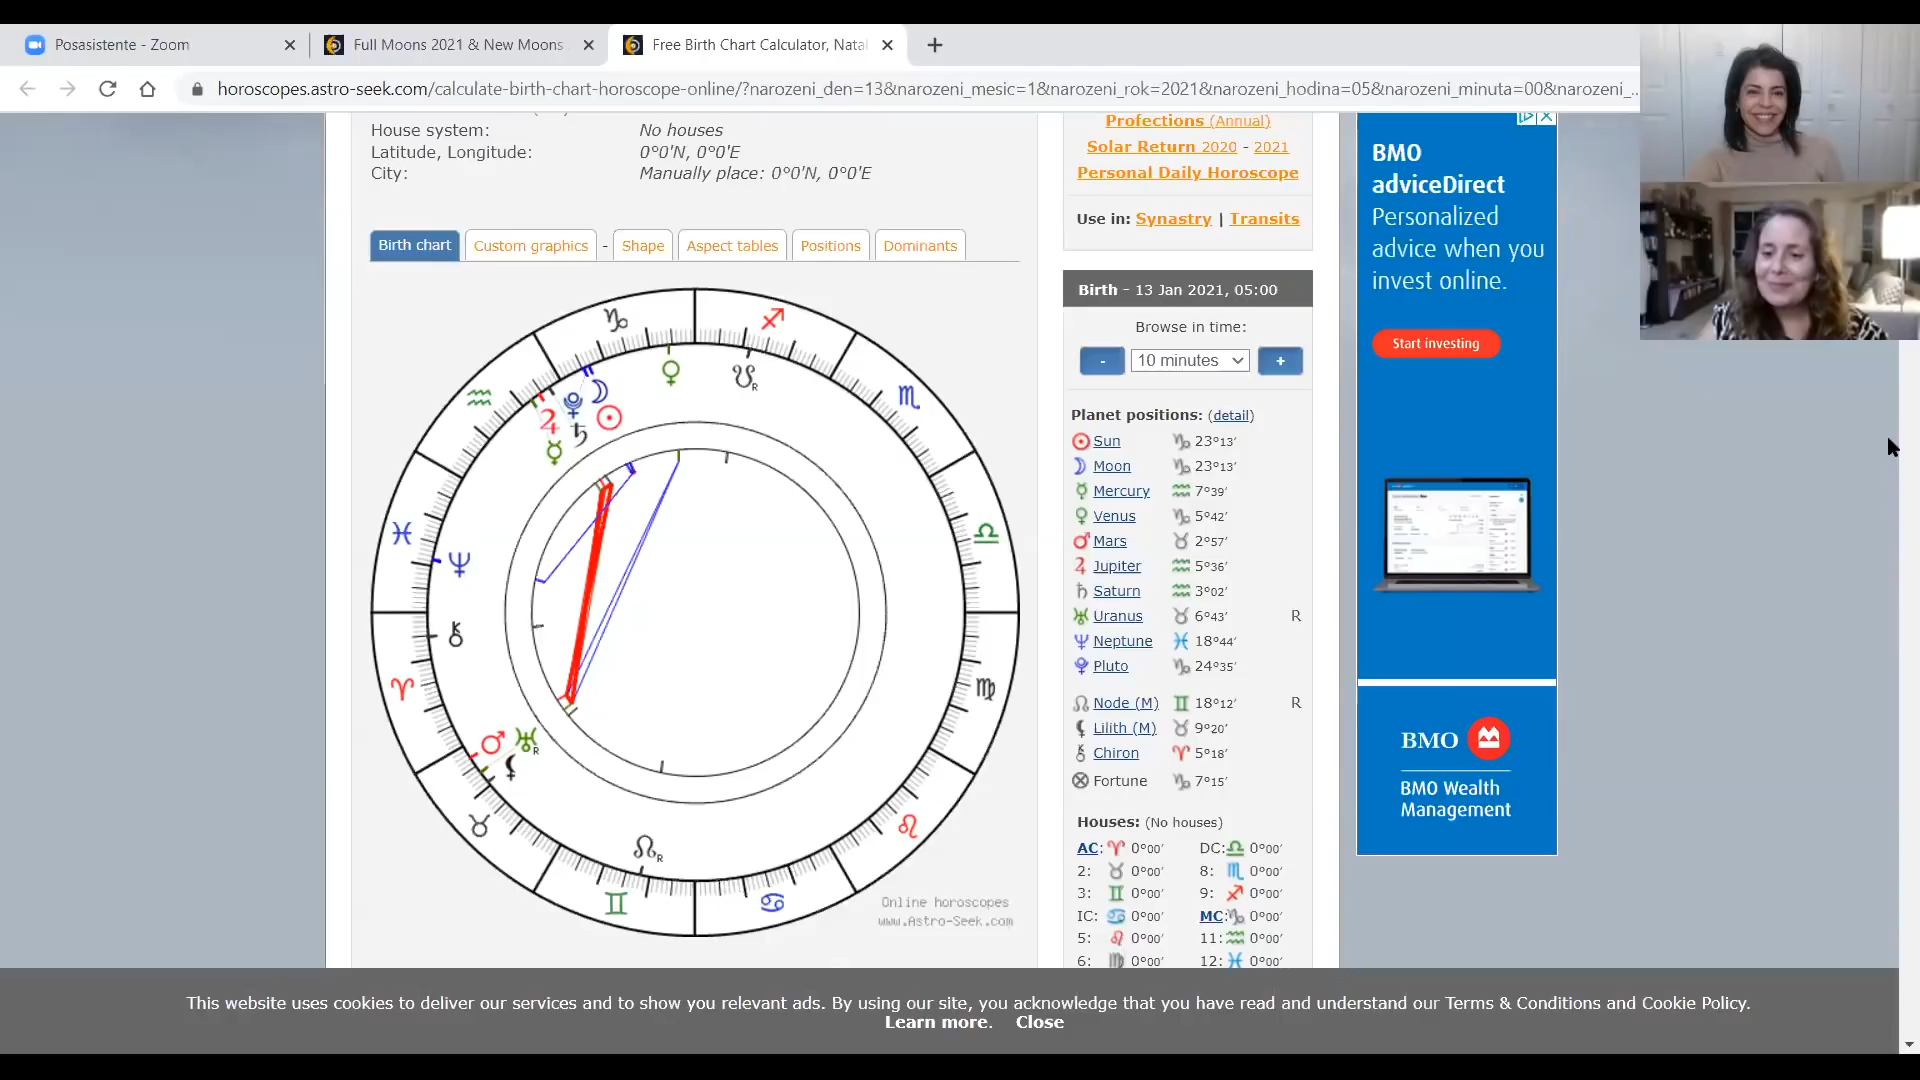 Posasistente - Zoom
Full Moons 2021 & New Moons
Free Birth Chart Calculator, Natal
horoscopes.astro-seek.com/calculate-birth-chart-horoscope-online/?narozeni_den=13&narozeni_mesic=1&narozeni_rok=2021&narozeni_hodina=05&narozeni_minuta=00&narozeni_...
House system: No houses
Latitude, Longitude: 0°0'N, 0°0'E
City: Manually place: 0°0'N, 0°0'E
Birth chart Custom graphics - Shape Aspect tables Positions Dominants
R
R
R
Online horoscopes
www.Astro-Seek.com
Profections (Annual)
Solar Return 2020 - 2021
Personal Daily Horoscope
Use in: Synastry | Transits
Birth - 13 Jan 2021, 05:00
Browse in time:
- 10 minutes +
Planet positions: (detail)
Sun ♑ 23°13'
Moon ♑ 23°13'
Mercury ♒ 7°39'
Venus ♑ 5°42'
Mars ♉ 2°57'
Jupiter ♒ 5°36'
Saturn ♒ 3°02'
Uranus ♉ 6°43' R
Neptune ♓ 18°44'
Pluto ♑ 24°35'
Node (M) ♊ 18°12' R
Lilith (M) ♉ 9°20'
Chiron ♈ 5°18'
Fortune ♑ 7°15'
Houses: (No houses)
AC: ♈ 0°00' DC: ♎ 0°00'
2: ♉ 0°00' 8: ♏ 0°00'
3: ♊ 0°00' 9: ♐ 0°00'
IC: ♋ 0°00' MC: ♑ 0°00'
5: ♌ 0°00' 11: ♒ 0°00'
6: ♍ 0°00' 12: ♓ 0°00'
BMO
adviceDirect
Personalized
advice when you
invest online.
Start investing
BMO
BMO Wealth
Management
This website uses cookies to deliver our services and to show you relevant ads. By using our site, you acknowledge that you have read and understand our Terms & Conditions and Cookie Policy.
Learn more. Close